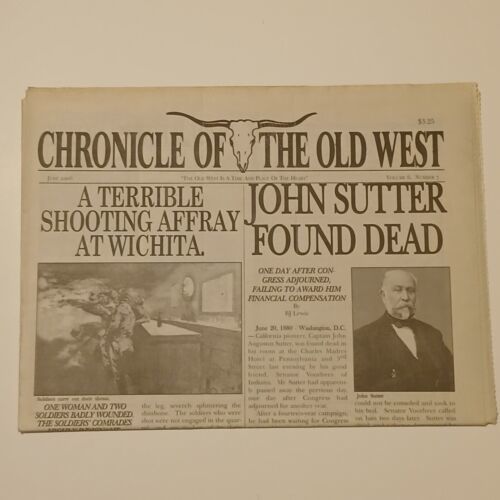 $3.25
CHRONICLE OF THE OLD WEST
June 2006 "The Old West Is A Time And Place Of The Heart" Volume 6, Number 7
A TERRIBLE
SHOOTING AFFRAY
AT WICHITA.
Soldiers carry out their threat.
ONE WOMAN AND TWO
SOLDIERS BADLY WOUNDED.
THE SOLDIERS' COMRADES
the leg, severely splintering the
shinbone. The soldiers who were
shot were not engaged in the quar-
JOHN SUTTER
FOUND DEAD
ONE DAY AFTER CON-
GRESS ADJOURNED,
FAILING TO AWARD HIM
FINANCIAL COMPENSATION
By
BJ Lewis
June 20, 1880 Washington, D.C.
— California pioneer, Captain John
Augustus Sutter, was found dead in
his room at the Charles Madres
Hotel at Pennsylvania and 3rd
Street last evening by his good
friend, Senator Voorhees of
Indiana. Mr. Sutter had apparent-
ly passed away the previous day,
one day after Congress had
adjourned for another year.
After a fourteen-year campaign,
he had been waiting for Congress
John Sutter
could not be consoled and took to
his bed. Senator Voorhees called
on him two days later. Sutter was